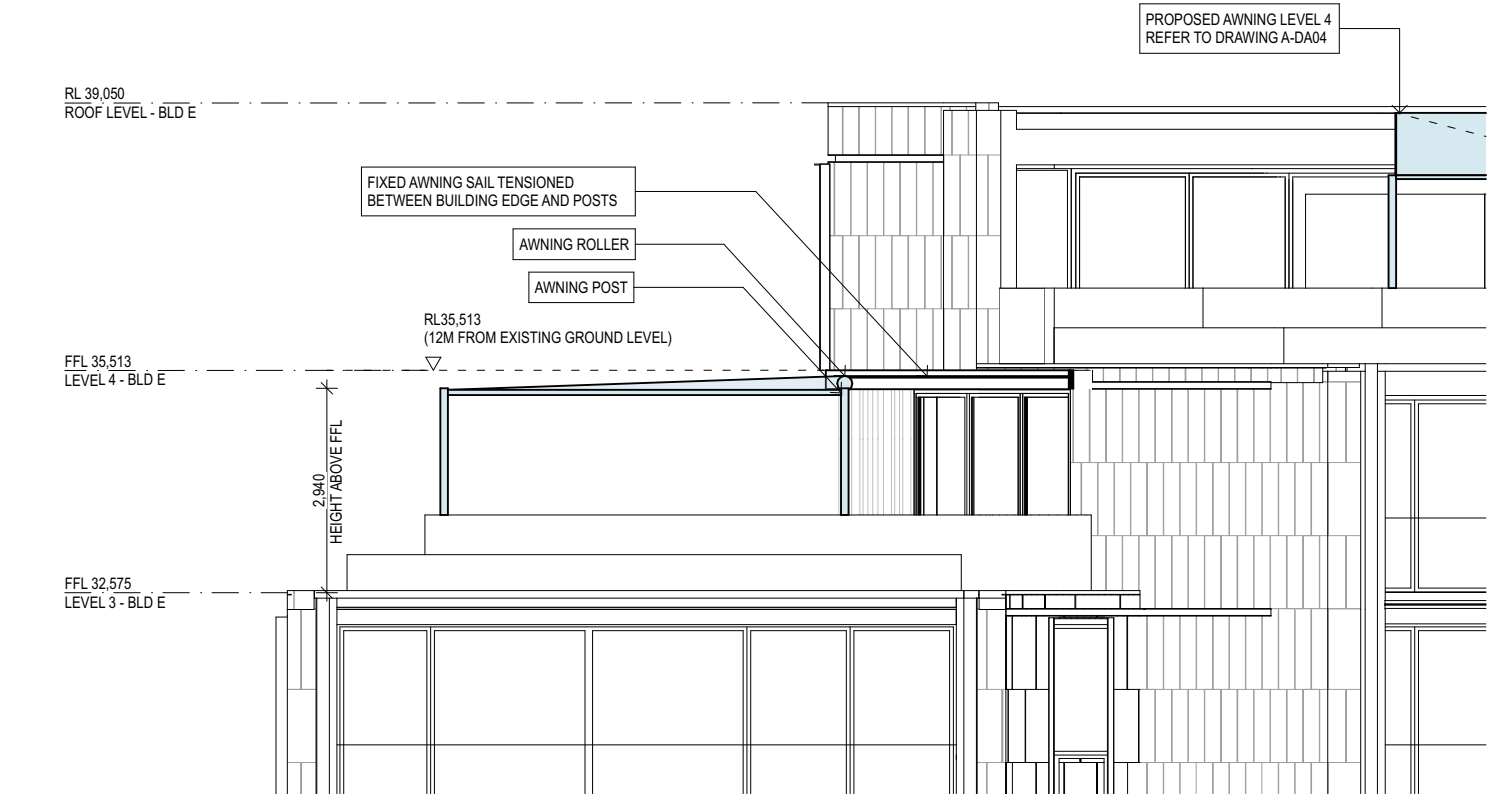 PROPOSED AWNING LEVEL 4
REFER TO DRAWING A-DA04
RL 39,050
ROOF LEVEL - BLD E
FIXED AWNING SAIL TENSIONED
BETWEEN BUILDING EDGE AND POSTS
AWNING ROLLER
AWNING POST
RL35,513
(12M FROM EXISTING GROUND LEVEL)
FFL 35,513
LEVEL 4 - BLD E
2,940
HEIGHT ABOVE FFL
FFL 32,575
LEVEL 3 - BLD E